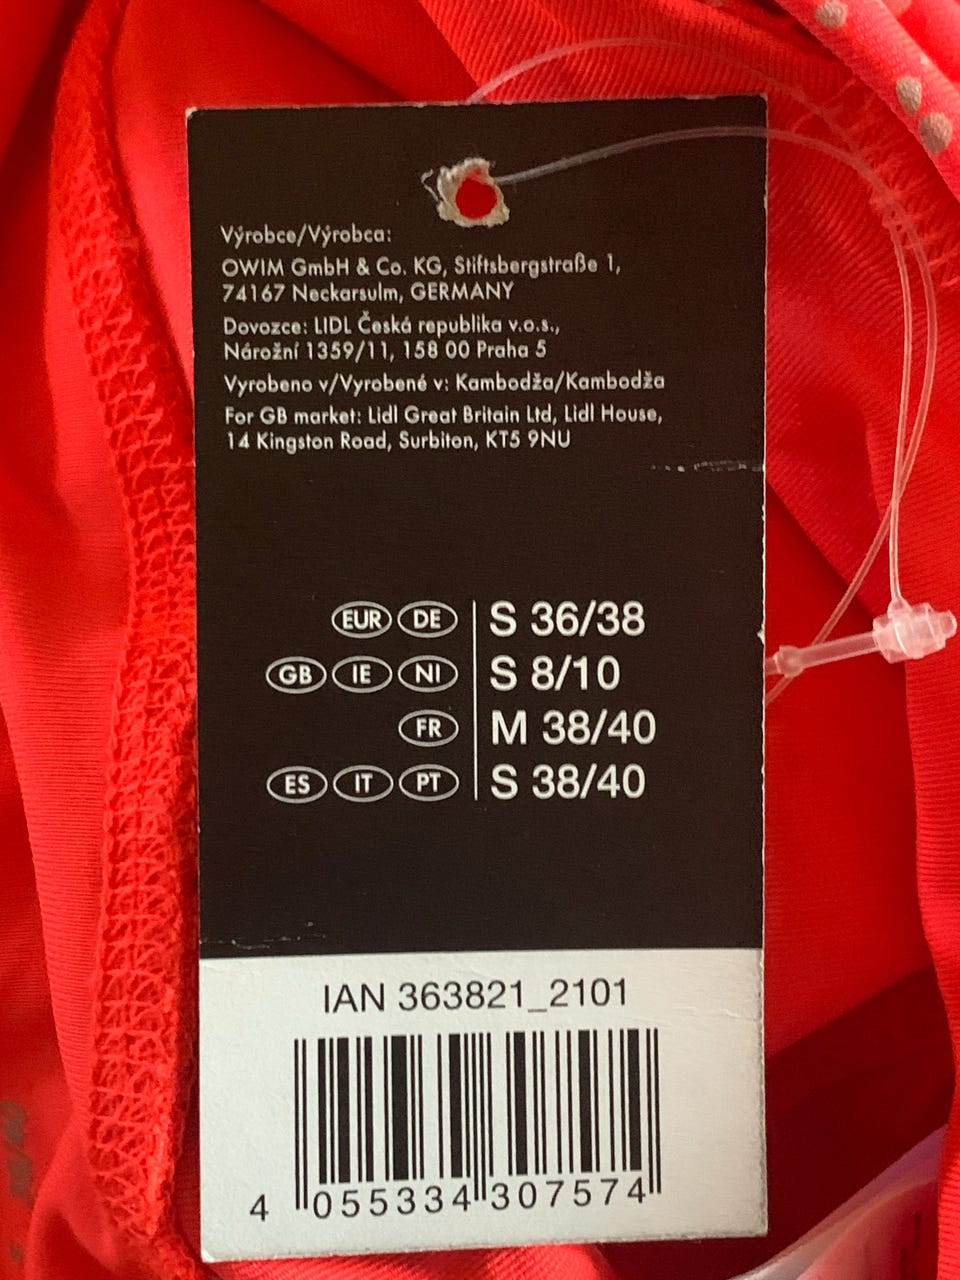 Výrobce/Výrobca:
OWIM GmbH & Co. KG, Stiftsbergstraße 1,
74167 Neckarsulm, GERMANY
Dovozce: LIDL Česká republika v.o.s.,
Nárožní 1359/11, 158 00 Praha 5
Vyrobeno v/Vyrobené v: Kambodža/Kambodža
For GB market: Lidl Great Britain Ltd, Lidl House,
14 Kingston Road, Surbiton, KT5 9NU
EUR DE S 36/38
GB IE NI S 8/10
FR M 38/40
ES IT PT S 38/40
IAN 363821_2101
4 055334 307574